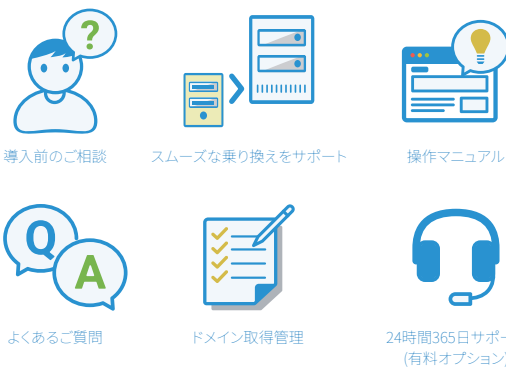 ?
導入前のご相談
スムーズな乗り換えをサポート
操作マニュアル
Q
A
よくあるご質問
ドメイン取得管理
24時間365日サポー
(有料オプション)